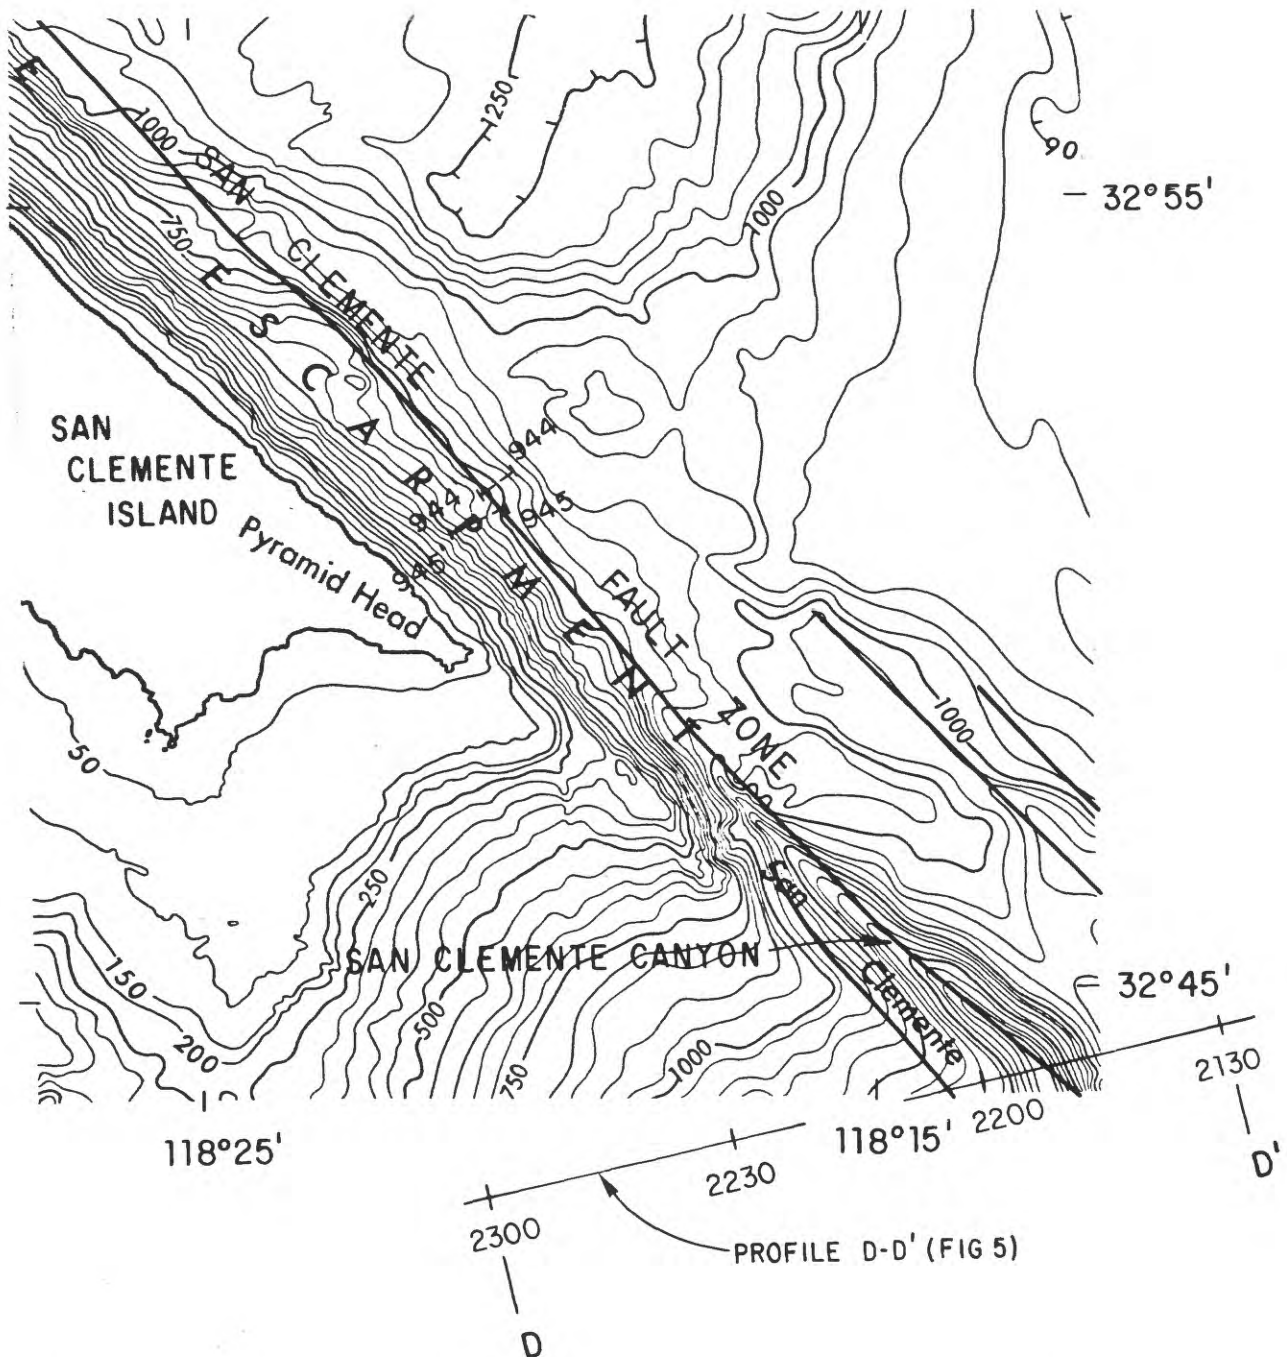 1250
1000
90
32°55'
SAN CLEMENTE FAULT ZONE
750
E ESCARPMENT
SAN
CLEMENTE
ISLAND
Pyramid Head
944
944'
945
945'
1000
1000
50
250
San Clemente
SAN CLEMENTE CANYON
32°45'
150
200
500
750
1000
118°25'
118°15'
2130
2200
2230
2300
D'
PROFILE D-D' (FIG 5)
D